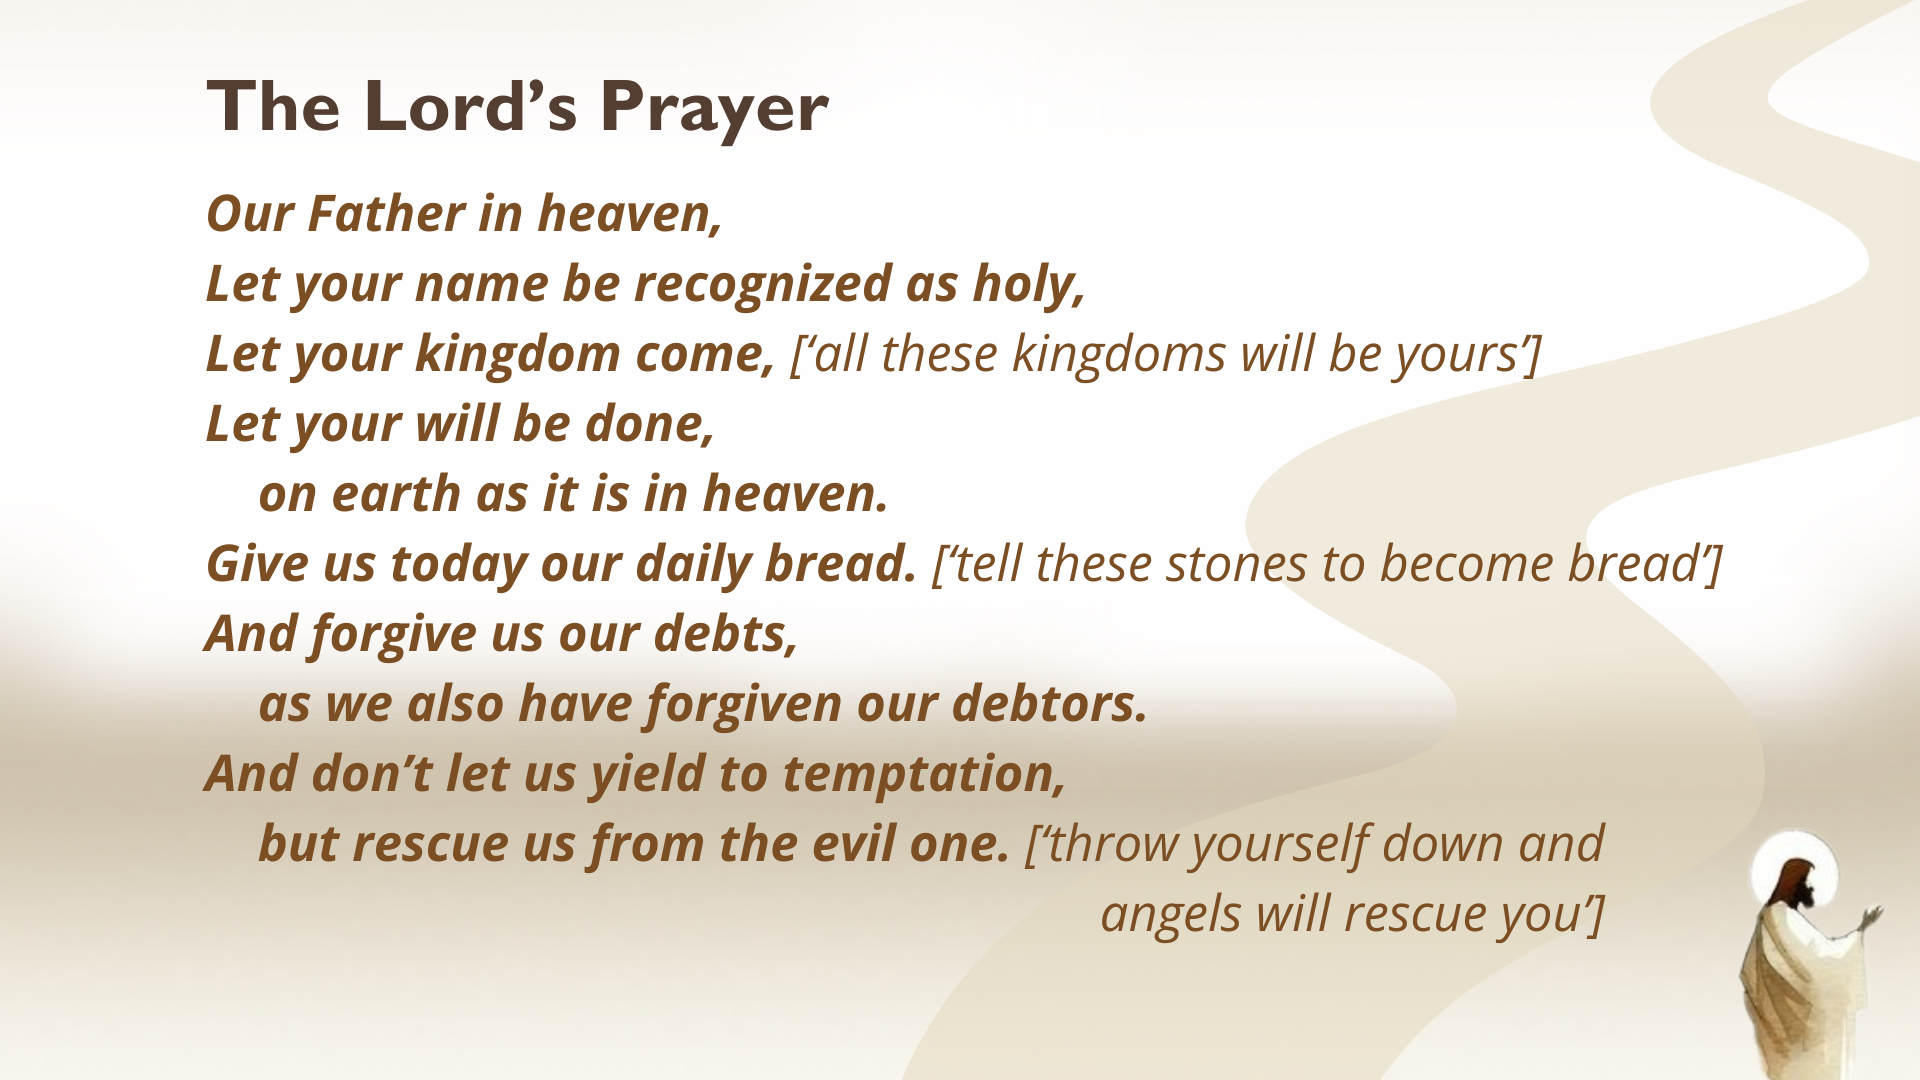 The Lord’s Prayer
Our Father in heaven,
Let your name be recognized as holy,
Let your kingdom come, [‘all these kingdoms will be yours’]
Let your will be done,
on earth as it is in heaven.
Give us today our daily bread. [‘tell these stones to become bread’]
And forgive us our debts,
as we also have forgiven our debtors.
And don’t let us yield to temptation,
but rescue us from the evil one. [‘throw yourself down and
angels will rescue you’]